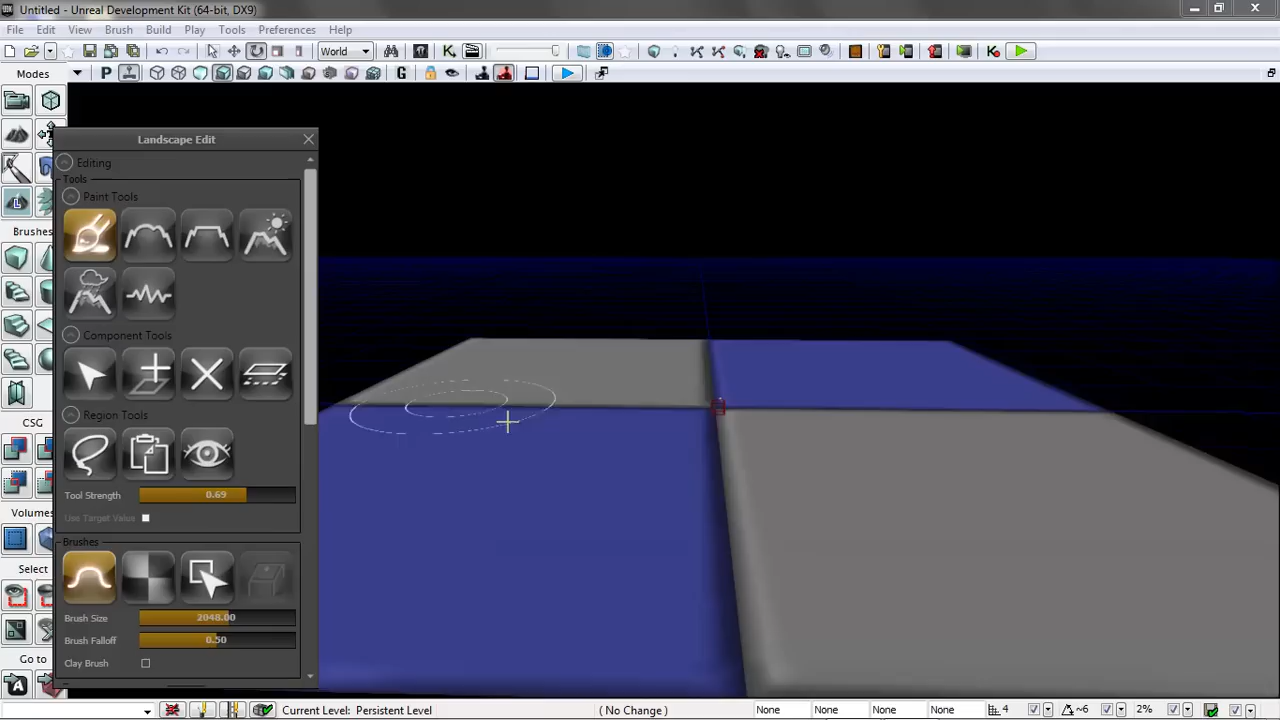 Untitled - Unreal Development Kit (64-bit, DX9)
File Edit View Brush Build Play Tools Preferences Help
World
Modes
P G
Landscape Edit
Editing
Tools
Paint Tools
Brushes
Component Tools
Region Tools
CSG
Tool Strength 0.69
Use Target Value
Volumes
Brushes
Select
Brush Size 2048.00
Brush Falloff 0.50
Clay Brush
Go to
Current Level: Persistent Level ( No Change ) None None None None 4 ~6 2%